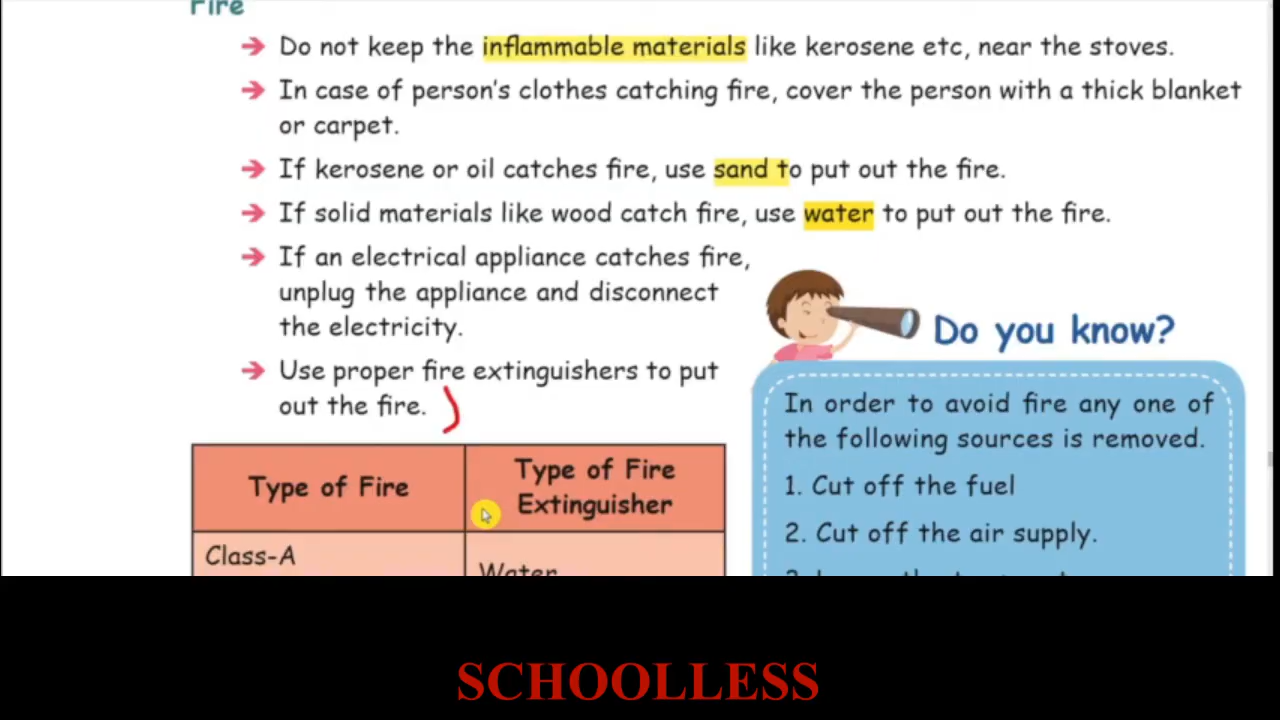 Fire
→ Do not keep the inflammable materials like kerosene etc, near the stoves.
→ In case of person's clothes catching fire, cover the person with a thick blanket
or carpet.
→ If kerosene or oil catches fire, use sand to put out the fire.
→ If solid materials like wood catch fire, use water to put out the fire.
→ If an electrical appliance catches fire,
unplug the appliance and disconnect
the electricity.
→ Use proper fire extinguishers to put
out the fire.
Type of Fire
Type of Fire
Extinguisher
Class-A
Water
Do you know?
In order to avoid fire any one of
the following sources is removed.
1. Cut off the fuel
2. Cut off the air supply.
SCHOOLLESS